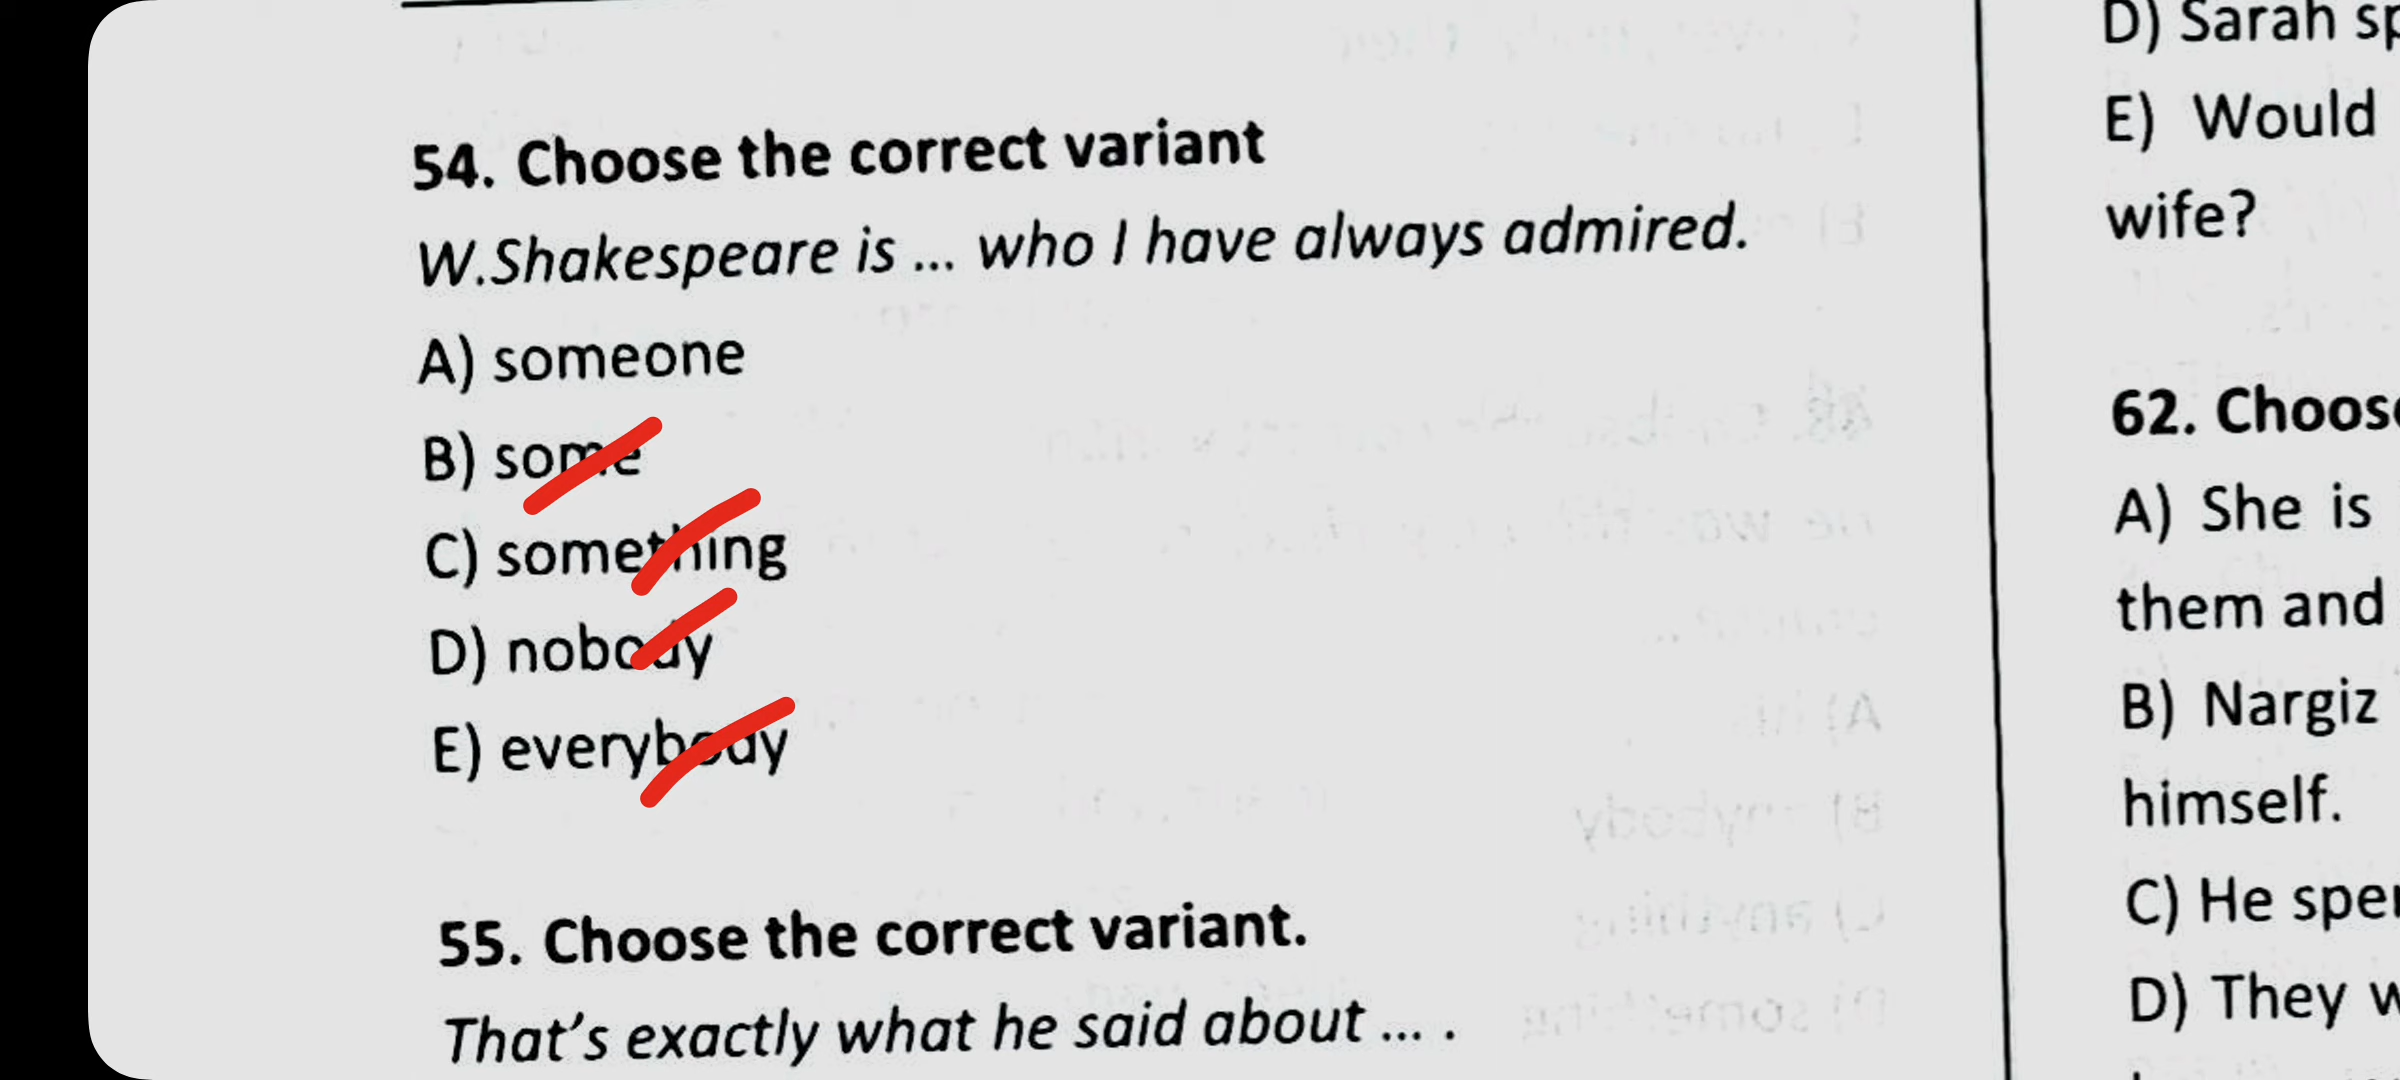 54. Choose the correct variant
W.Shakespeare is ... who I have always admired.
A) someone
B) some
C) something
D) nobody
E) everybody
55. Choose the correct variant.
That's exactly what he said about ... .
D) Sarah
E) Would
wife?
62. Choose
A) She is
them and
B) Nargiz
himself.
C) He
D) They